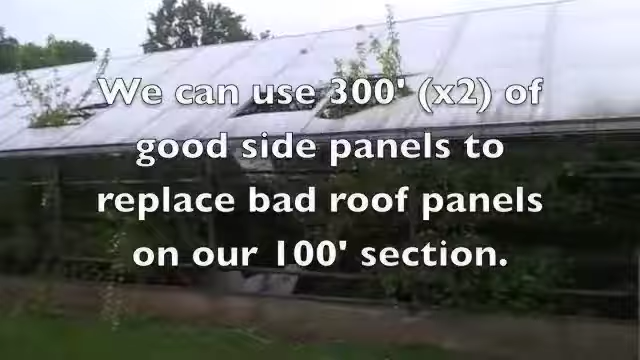 We can use 300' (x2) of
good side panels to
replace bad roof panels
on our 100' section.